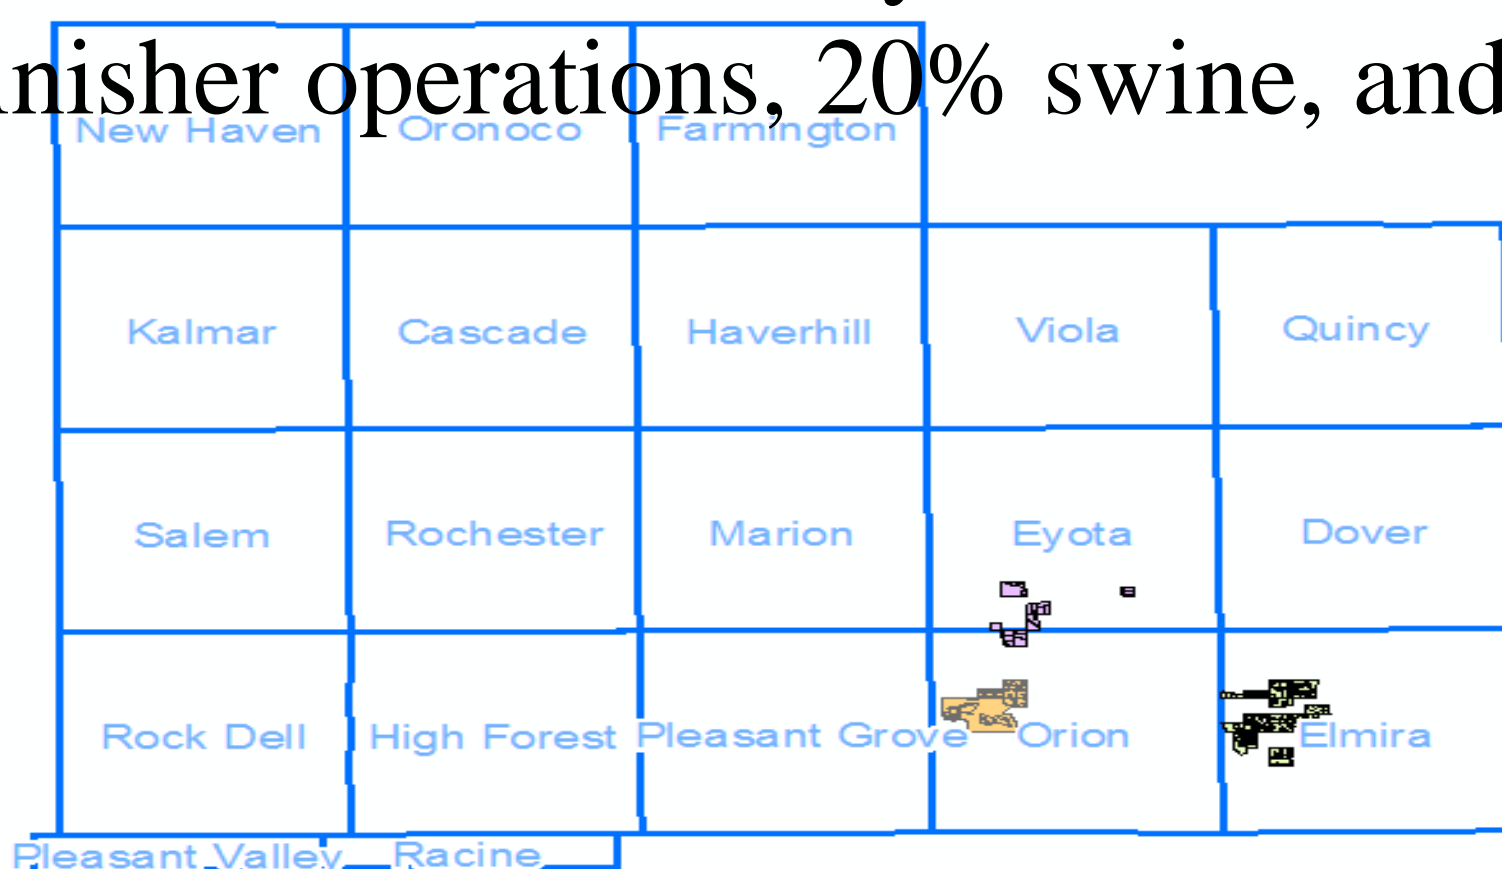 nisher operations, 20% swine, and
New Haven Oronoco Farmington
Kalmar Cascade Haverhill Viola Quincy
Salem Rochester Marion Eyota Dover
Rock Dell High Forest Pleasant Grove Orion Elmira
Pleasant Valley Racine